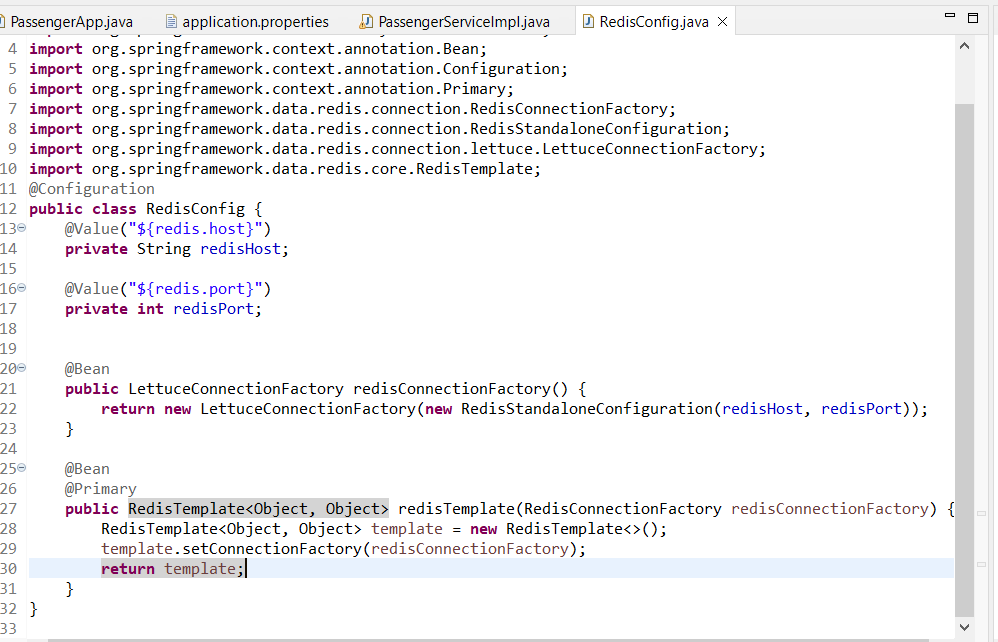 PassengerApp.java application.properties PassengerServiceImpl.java RedisConfig.java
4 import org.springframework.context.annotation.Bean;
5 import org.springframework.context.annotation.Configuration;
6 import org.springframework.context.annotation.Primary;
7 import org.springframework.data.redis.connection.RedisConnectionFactory;
8 import org.springframework.data.redis.connection.RedisStandaloneConfiguration;
9 import org.springframework.data.redis.connection.lettuce.LettuceConnectionFactory;
10 import org.springframework.data.redis.core.RedisTemplate;
11 @Configuration
12 public class RedisConfig {
13 @Value("${redis.host}")
14 private String redisHost;
15
16 @Value("${redis.port}")
17 private int redisPort;
18
19
20 @Bean
21 public LettuceConnectionFactory redisConnectionFactory() {
22 return new LettuceConnectionFactory(new RedisStandaloneConfiguration(redisHost, redisPort));
23 }
24
25 @Bean
26 @Primary
27 public RedisTemplate<Object, Object> redisTemplate(RedisConnectionFactory redisConnectionFactory) {
28 RedisTemplate<Object, Object> template = new RedisTemplate<>();
29 template.setConnectionFactory(redisConnectionFactory);
30 return template;
31 }
32 }
33